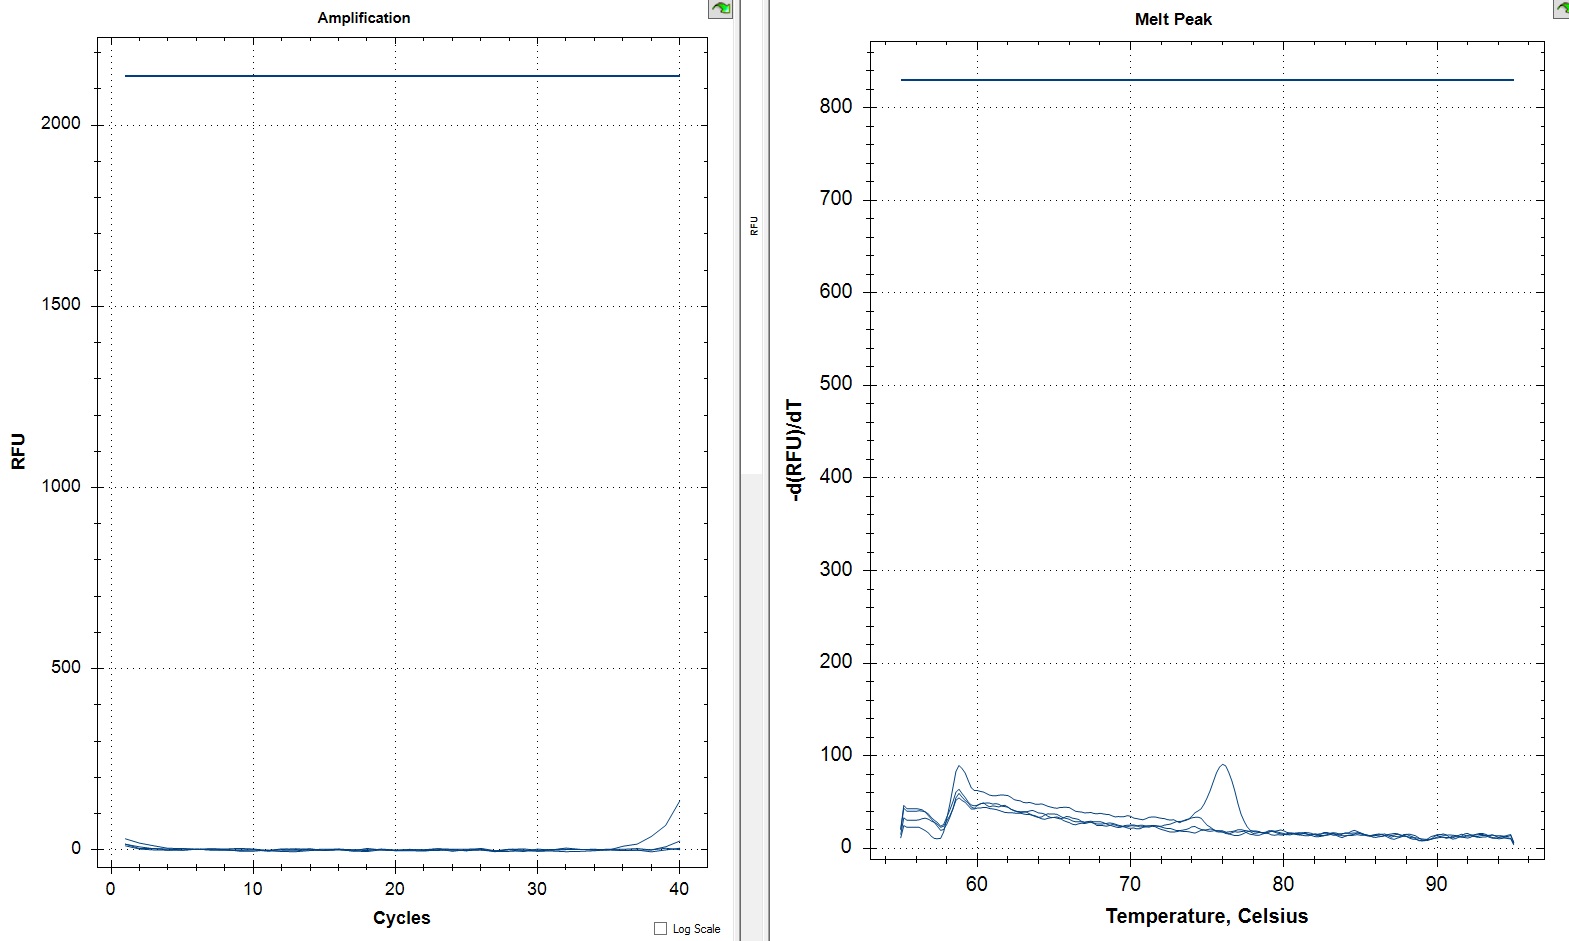 Amplification
2000
1500
1000
500
0
RFU
0 10 20 30 40
Cycles
Log Scale
RFU
Melt Peak
800
700
600
500
400
300
200
100
0
-d(RFU)/dT
60 70 80 90
Temperature, Celsius